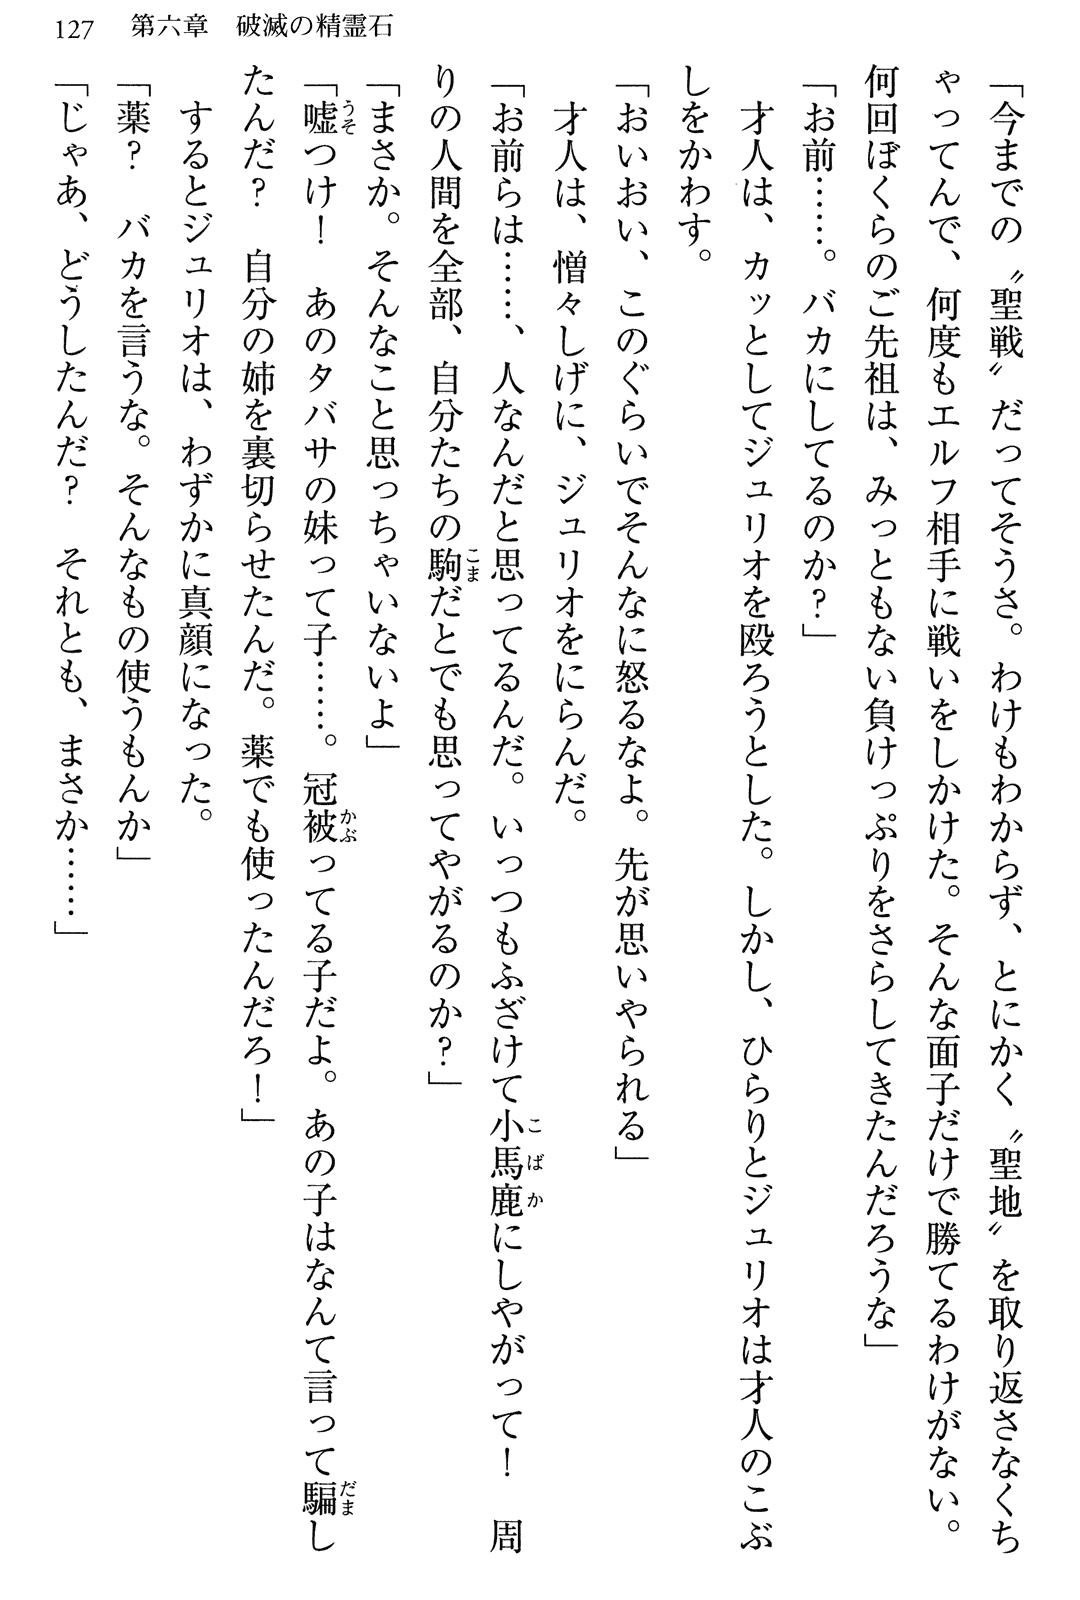 127　第六章　破滅の精霊石
「今までの〝聖戦〟だってそうさ。わけもわからず、とにかく〝聖地〟を取り返さなくち
ゃってんで、何度もエルフ相手に戦いをしかけた。そんな面子だけで勝てるわけがない。
何回ぼくらのご先祖は、みっともない負けっぷりをさらしてきたんだろうな」
「お前……。バカにしてるのか？」
　才人は、カッとしてジュリオを殴ろうとした。しかし、ひらりとジュリオは才人のこぶ
しをかわす。
「おいおい、このぐらいでそんなに怒るなよ。先が思いやられる」
　才人は、憎々しげに、ジュリオをにらんだ。
「お前らは……、人なんだと思ってるんだ。いっつもふざけて小馬鹿にしやがって！　周
りの人間を全部、自分たちの駒だとでも思ってやがるのか？」
「まさか。そんなこと思っちゃいないよ」
「嘘つけ！　あのタバサの妹って子……。冠被ってる子だよ。あの子はなんて言って騙し
たんだ？　自分の姉を裏切らせたんだ。薬でも使ったんだろ！」
　するとジュリオは、わずかに真顔になった。
「薬？　バカを言うな。そんなもの使うもんか」
「じゃあ、どうしたんだ？　それとも、まさか……」